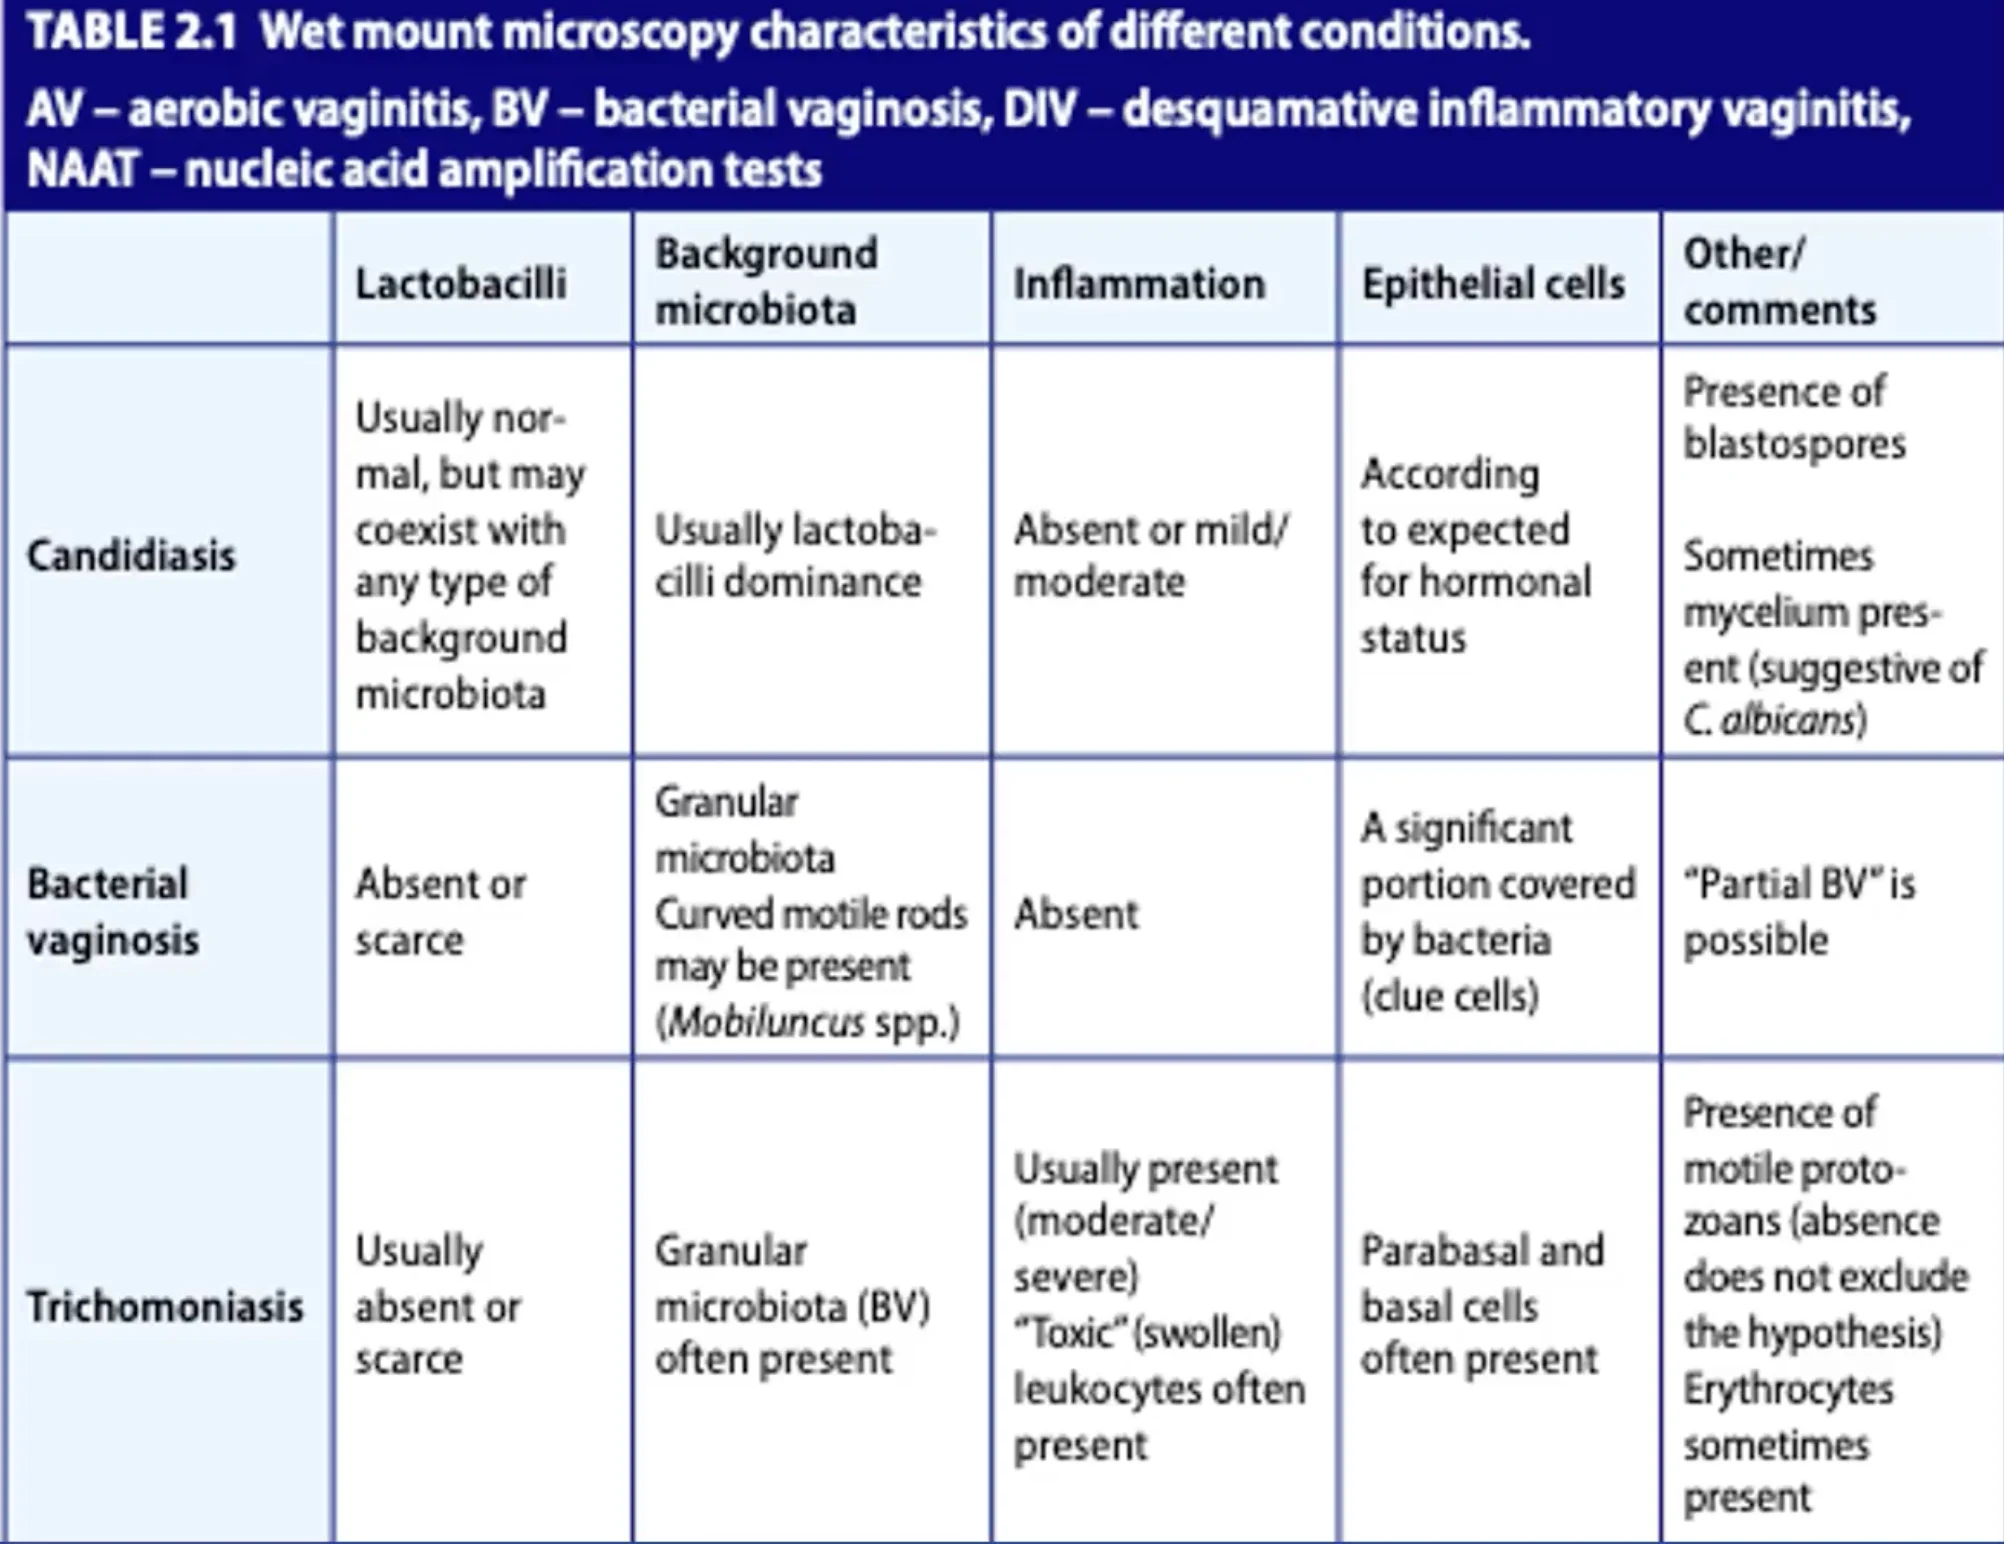 TABLE 2.1 Wet mount microscopy characteristics of different conditions.
AV – aerobic vaginitis, BV – bacterial vaginosis, DIV – desquamative inflammatory vaginitis,
NAAT – nucleic acid amplification tests
Lactobacilli
Background
microbiota
Inflammation
Epithelial cells
Other/
comments
Candidiasis
Usually nor-
mal, but may
coexist with
any type of
background
microbiota
Usually lactoba-
cilli dominance
Absent or mild/
moderate
According
to expected
for hormonal
status
Presence of
blastospores
Sometimes
mycelium pres-
ent (suggestive of
C. albicans)
Bacterial
vaginosis
Absent or
scarce
Granular
microbiota
Curved motile rods
may be present
(Mobiluncus spp.)
Absent
A significant
portion covered
by bacteria
(clue cells)
“Partial BV” is
possible
Trichomoniasis
Usually
absent or
scarce
Granular
microbiota (BV)
often present
Usually present
(moderate/
severe)
“Toxic” (swollen)
leukocytes often
present
Parabasal and
basal cells
often present
Presence of
motile proto-
zoans (absence
does not exclude
the hypothesis)
Erythrocytes
sometimes
present